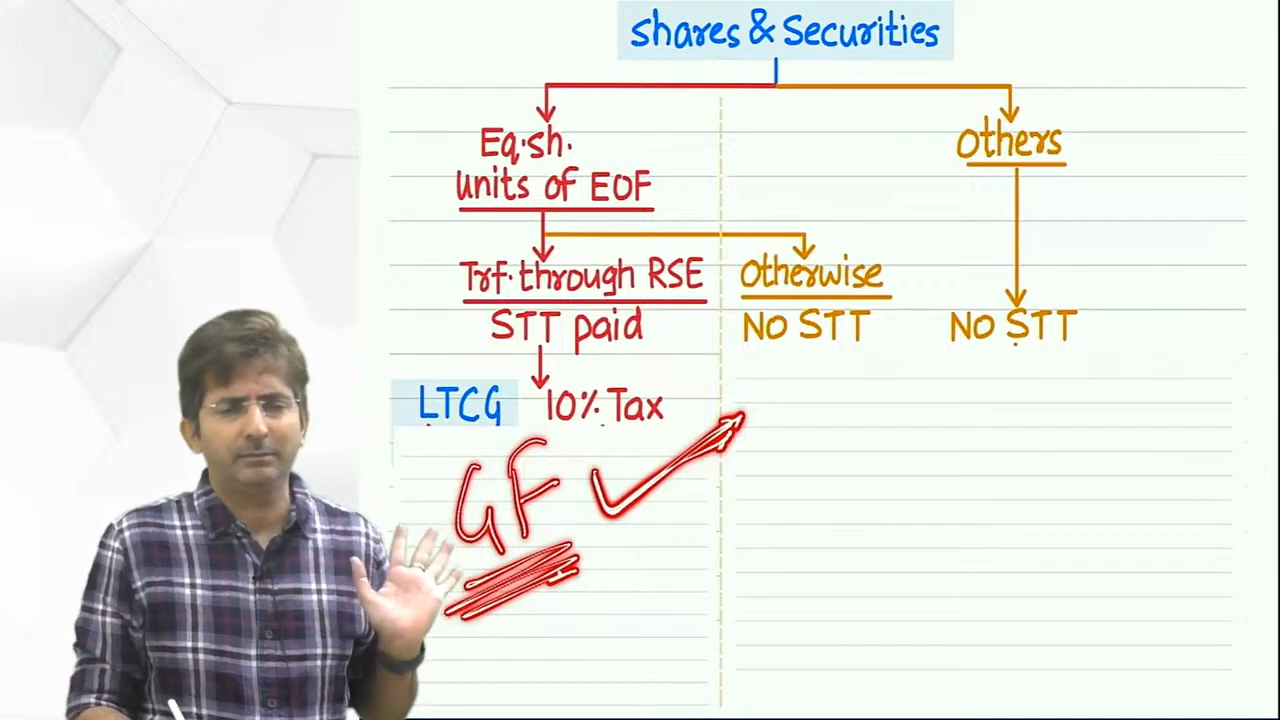 shares & Securities
Eq.sh.
units of EOF
Others
Trf. through RSE
Otherwise
STT paid
NO STT
NO STT
LTCG
10% Tax
GF